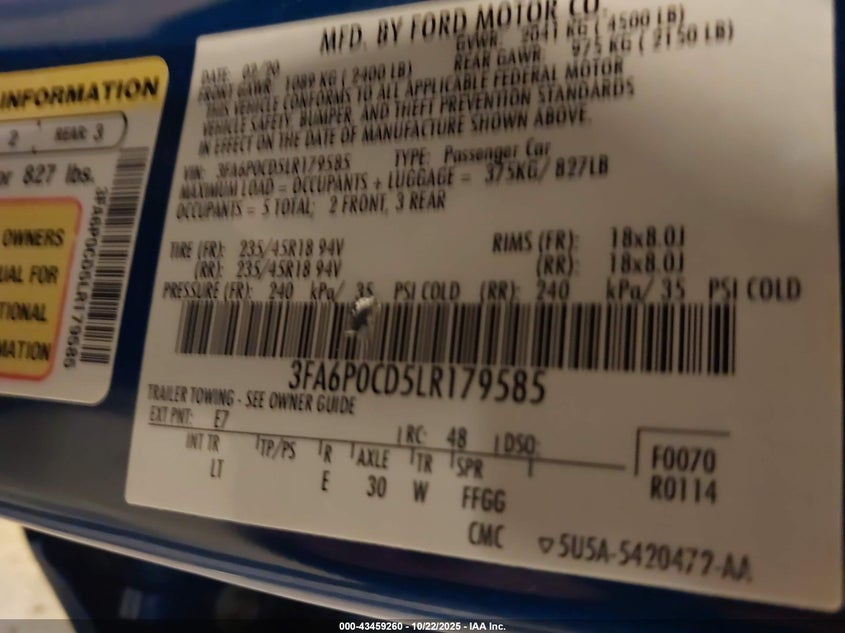 INFORMATION
2 REAR: 3
or 827 lbs.
OWNERS
UAL FOR
TIONAL
MATION
3FA6P0CD5LR179585
MFD. BY FORD MOTOR CO.
DATE: 02/20 GVWR: 2041 KG ( 4500 LB)
FRONT GAWR: 1089 KG ( 2400 LB) REAR GAWR: 975 KG ( 2150 LB)
THIS VEHICLE CONFORMS TO ALL APPLICABLE FEDERAL MOTOR
VEHICLE SAFETY, BUMPER, AND THEFT PREVENTION STANDARDS
IN EFFECT ON THE DATE OF MANUFACTURE SHOWN ABOVE.
VIN: 3FA6P0CD5LR179585 TYPE: Passenger Car
MAXIMUM LOAD = OCCUPANTS + LUGGAGE = 375KG/ 827LB
OCCUPANTS = 5 TOTAL; 2 FRONT, 3 REAR
TIRE (FR): 235/45R18 94V RIMS (FR): 18x8.0J
(RR): 235/45R18 94V (RR): 18x8.0J
PRESSURE (FR): 240 kPa/ 35 PSI COLD (RR): 240 kPa/ 35 PSI COLD
3FA6P0CD5LR179585
TRAILER TOWING - SEE OWNER GUIDE
EXT PNT: E7 RC: 48 DSO:
INT TR TP/PS R AXLE TR SPR
LT E 30 W FFGG
CMC
F0070
R0114
5U5A-5420472-AA
000-43459260 - 10/22/2025 - IAA Inc.